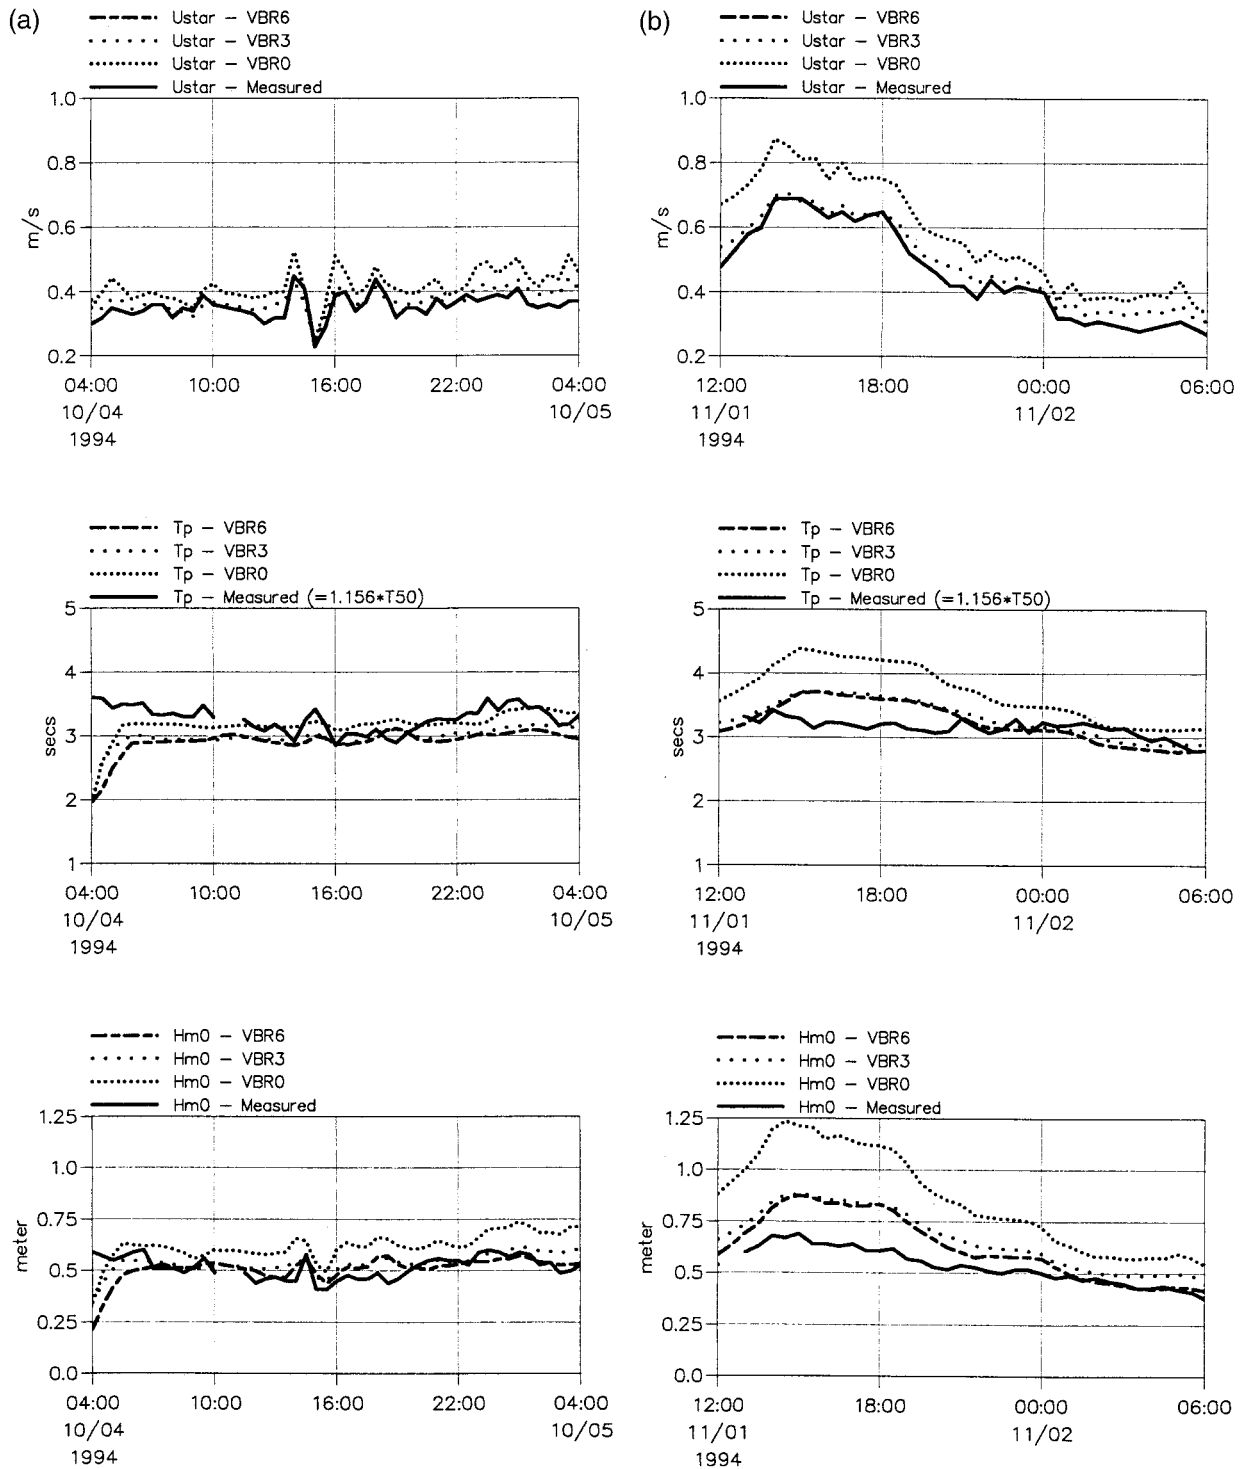 (a)
Ustar – VBR6
Ustar – VBR3
Ustar – VBR0
Ustar – Measured
1.0
0.8
0.6
0.4
0.2
m/s
04:00 10:00 16:00 22:00 04:00
10/04 10/05
1994
(b)
Ustar – VBR6
Ustar – VBR3
Ustar – VBR0
Ustar – Measured
1.0
0.8
0.6
0.4
0.2
m/s
12:00 18:00 00:00 06:00
11/01 11/02
1994
Tp – VBR6
Tp – VBR3
Tp – VBR0
Tp – Measured (=1.156*T50)
5
4
3
2
1
secs
04:00 10:00 16:00 22:00 04:00
10/04 10/05
1994
Tp – VBR6
Tp – VBR3
Tp – VBR0
Tp – Measured (=1.156*T50)
5
4
3
2
1
secs
12:00 18:00 00:00 06:00
11/01 11/02
1994
Hm0 – VBR6
Hm0 – VBR3
Hm0 – VBR0
Hm0 – Measured
1.25
1.0
0.75
0.5
0.25
0.0
meter
04:00 10:00 16:00 22:00 04:00
10/04 10/05
1994
Hm0 – VBR6
Hm0 – VBR3
Hm0 – VBR0
Hm0 – Measured
1.25
1.0
0.75
0.5
0.25
0.0
meter
12:00 18:00 00:00 06:00
11/01 11/02
1994